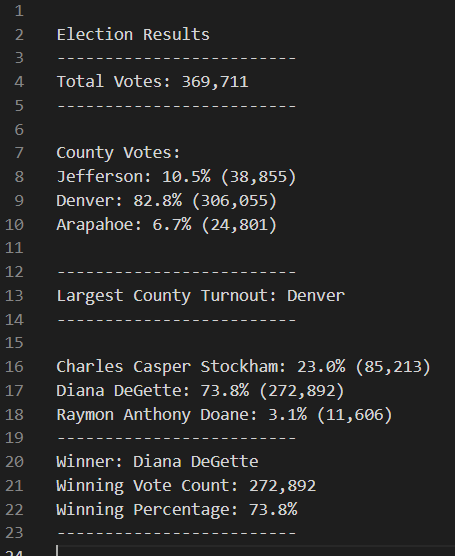 1
2 Election Results
3 -------------------------
4 Total Votes: 369,711
5 -------------------------
6
7 County Votes:
8 Jefferson: 10.5% (38,855)
9 Denver: 82.8% (306,055)
10 Arapahoe: 6.7% (24,801)
11
12 -------------------------
13 Largest County Turnout: Denver
14 -------------------------
15
16 Charles Casper Stockham: 23.0% (85,213)
17 Diana DeGette: 73.8% (272,892)
18 Raymon Anthony Doane: 3.1% (11,606)
19 -------------------------
20 Winner: Diana DeGette
21 Winning Vote Count: 272,892
22 Winning Percentage: 73.8%
23 -------------------------
24